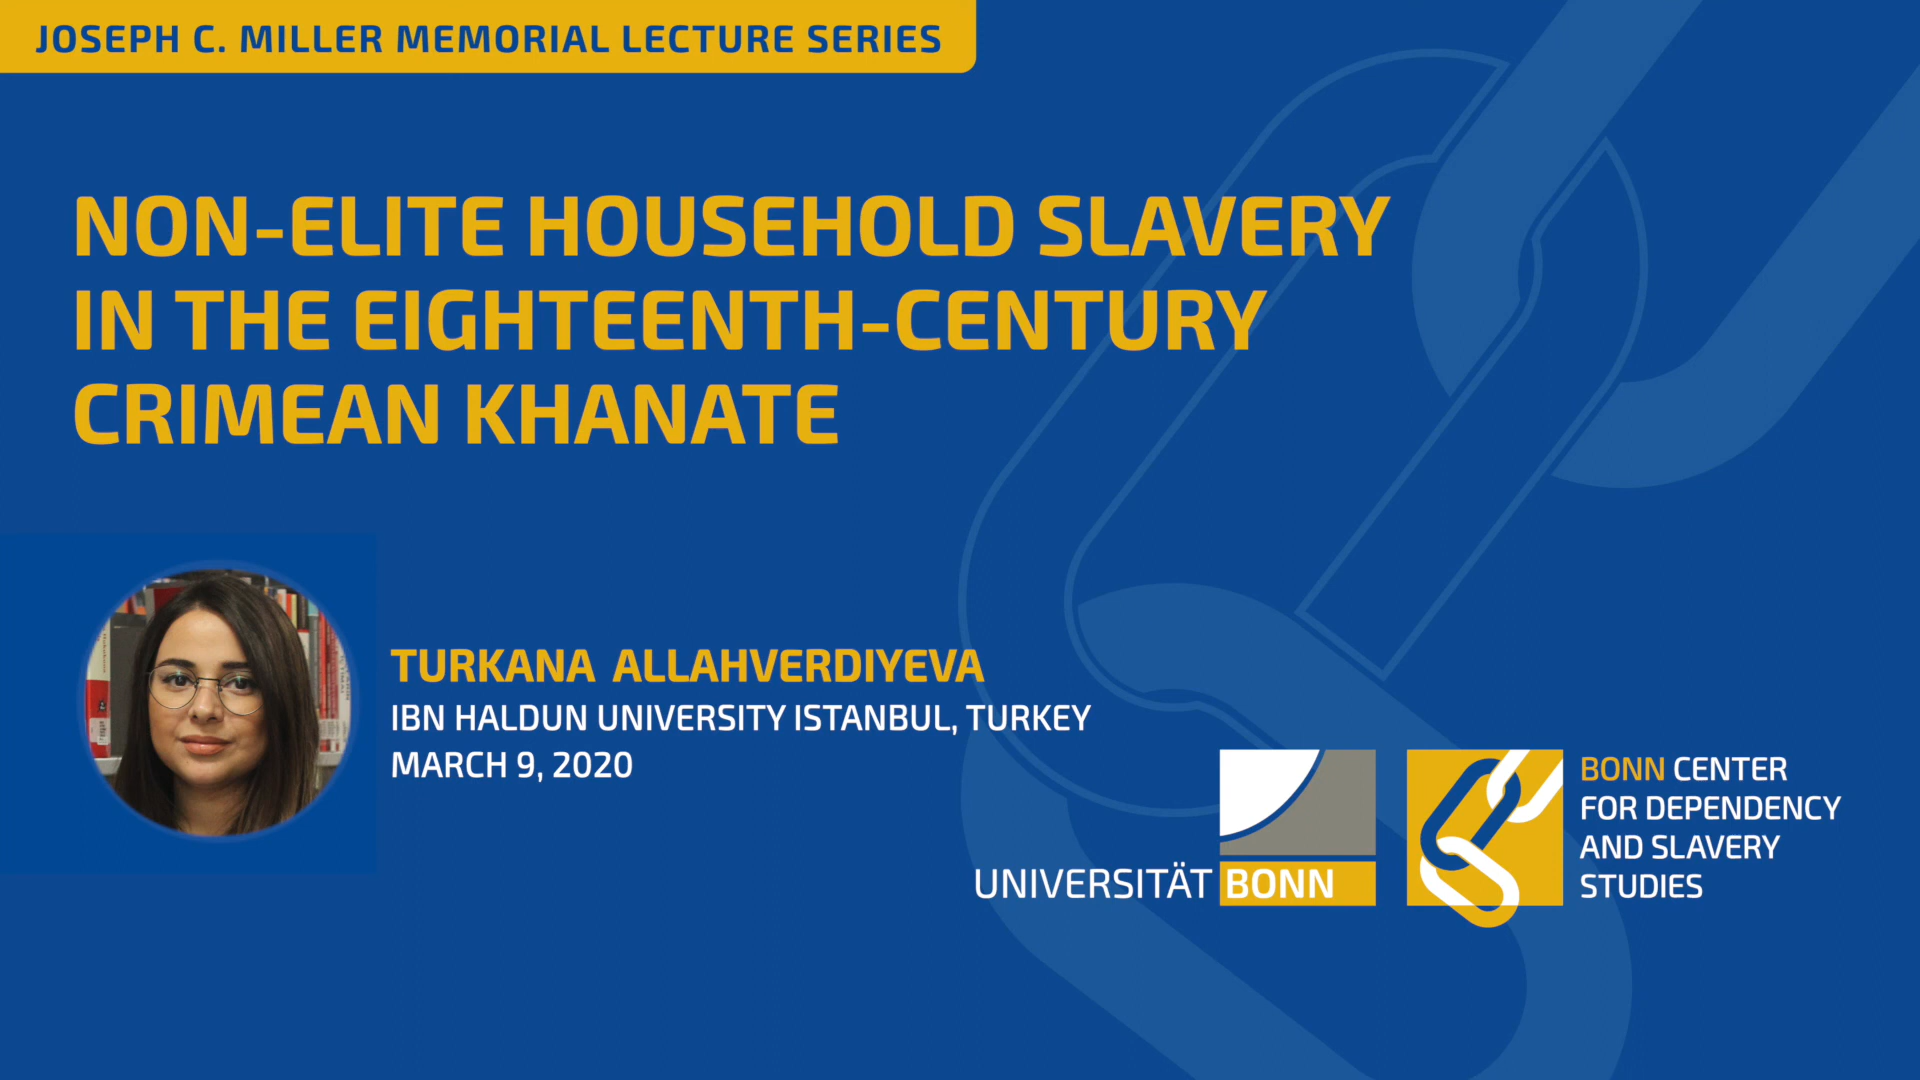 JOSEPH C. MILLER MEMORIAL LECTURE SERIES
NON-ELITE HOUSEHOLD SLAVERY
IN THE EIGHTEENTH-CENTURY
CRIMEAN KHANATE
TURKANA ALLAHVERDIYEVA
IBN HALDUN UNIVERSITY ISTANBUL, TURKEY
MARCH 9, 2020
UNIVERSITÄT BONN
BONN CENTER
FOR DEPENDENCY
AND SLAVERY
STUDIES